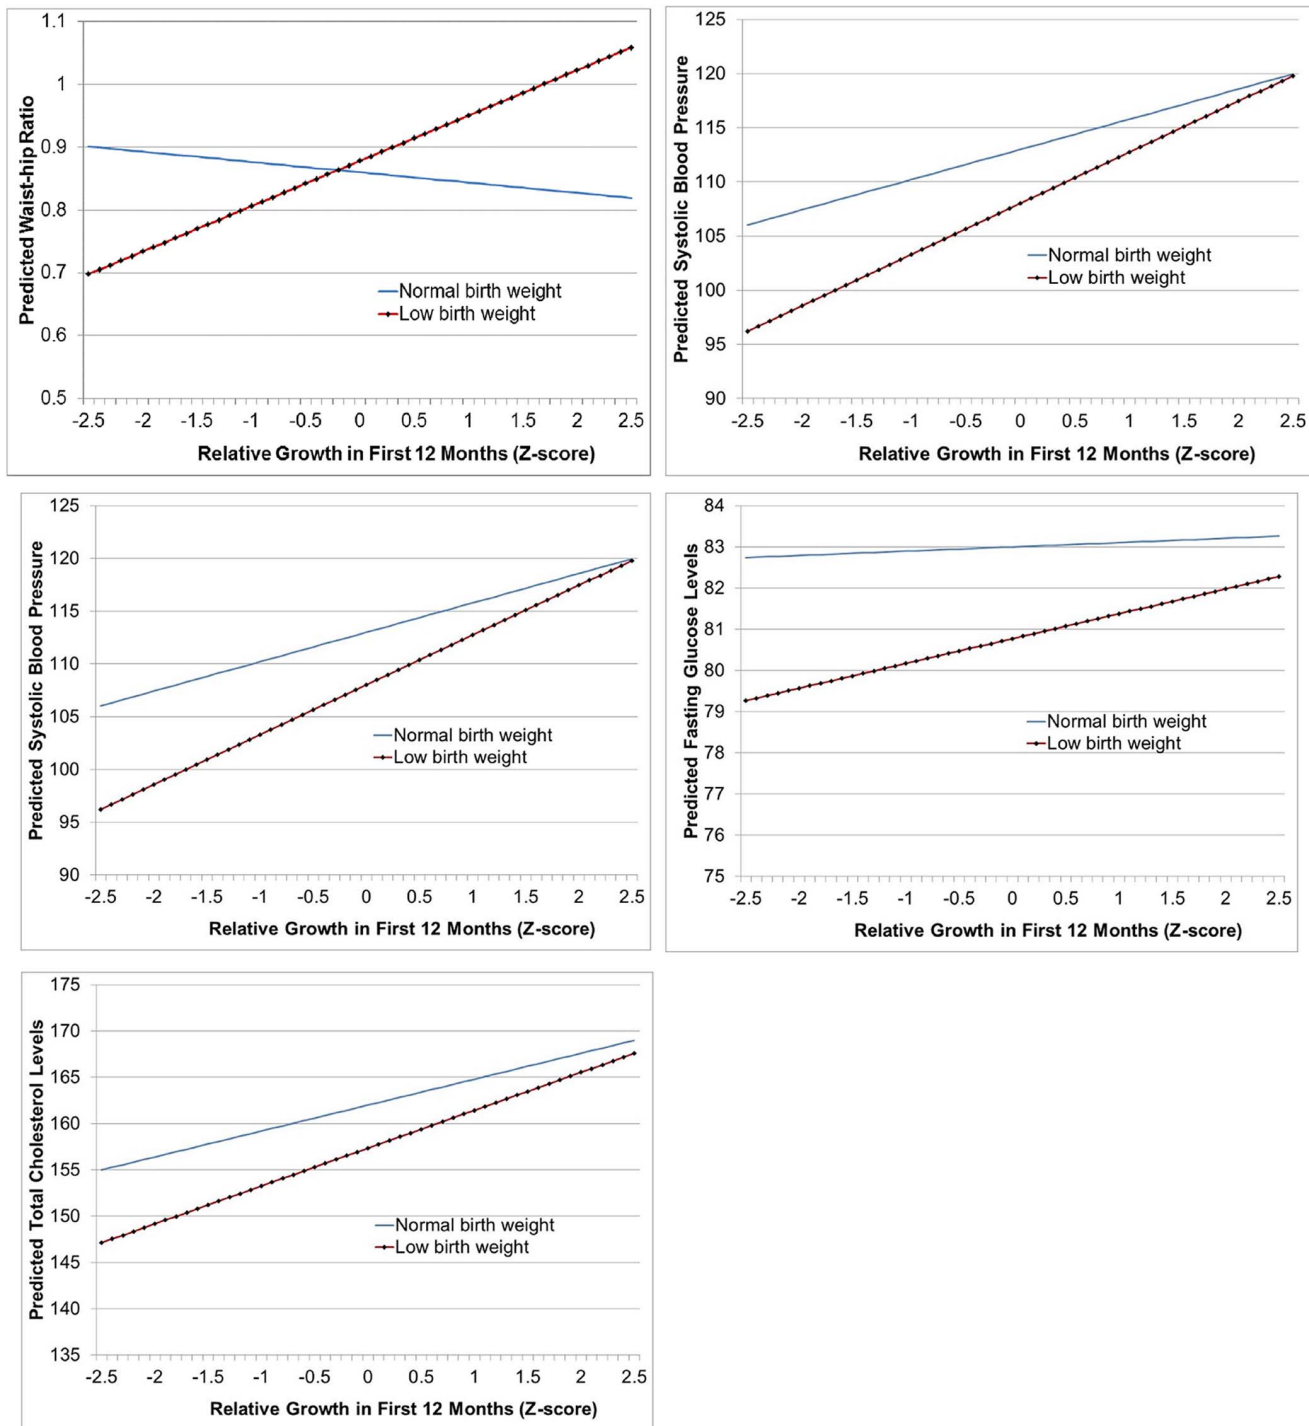 1.1
1
0.9
0.8
0.7
0.6
0.5
Predicted Waist-hip Ratio
Normal birth weight
Low birth weight
-2.5 -2 -1.5 -1 -0.5 0 0.5 1 1.5 2 2.5
Relative Growth in First 12 Months (Z-score)
125
120
115
110
105
100
95
90
Predicted Systolic Blood Pressure
Normal birth weight
Low birth weight
-2.5 -2 -1.5 -1 -0.5 0 0.5 1 1.5 2 2.5
Relative Growth in First 12 Months (Z-score)
125
120
115
110
105
100
95
90
Predicted Systolic Blood Pressure
Normal birth weight
Low birth weight
-2.5 -2 -1.5 -1 -0.5 0 0.5 1 1.5 2 2.5
Relative Growth in First 12 Months (Z-score)
84
83
82
81
80
79
78
77
76
75
Predicted Fasting Glucose Levels
Normal birth weight
Low birth weight
-2.5 -2 -1.5 -1 -0.5 0 0.5 1 1.5 2 2.5
Relative Growth in First 12 Months (Z-score)
175
170
165
160
155
150
145
140
135
Predicted Total Cholesterol Levels
Normal birth weight
Low birth weight
-2.5 -2 -1.5 -1 -0.5 0 0.5 1 1.5 2 2.5
Relative Growth in First 12 Months (Z-score)